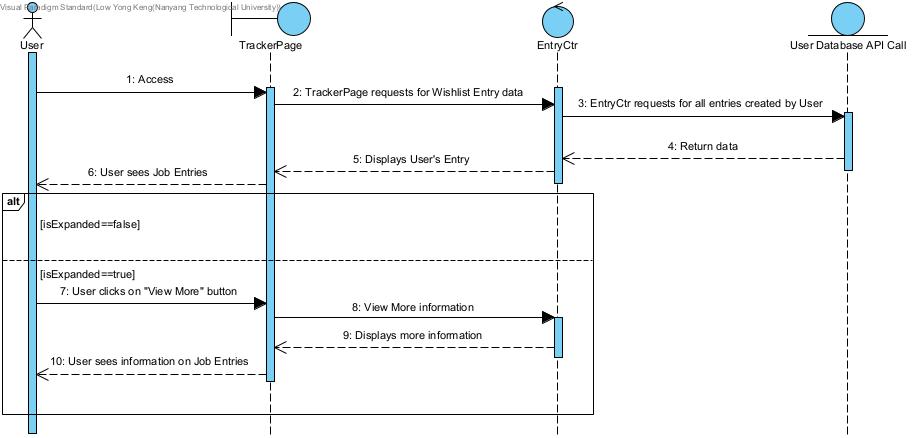 Visual Paradigm Standard(Low Yong Keng(Nanyang Technological University))
User
TrackerPage
EntryCtr
User Database API Call
1: Access
2: TrackerPage requests for Wishlist Entry data
3: EntryCtr requests for all entries created by User
4: Return data
5: Displays User's Entry
6: User sees Job Entries
alt
[isExpanded==false]
[isExpanded==true]
7: User clicks on "View More" button
8: View More information
9: Displays more information
10: User sees information on Job Entries